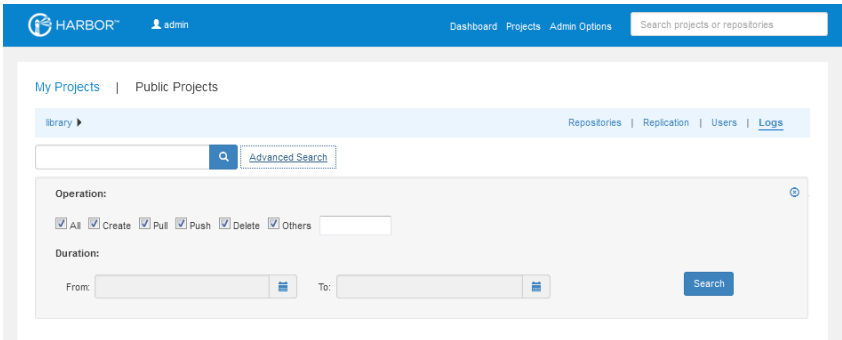 HARBOR™ admin Dashboard Projects Admin Options Search projects or repositories
My Projects | Public Projects
library Repositories | Replication | Users | Logs
Advanced Search
Operation:
All Create Pull Push Delete Others
Duration:
From: To: Search